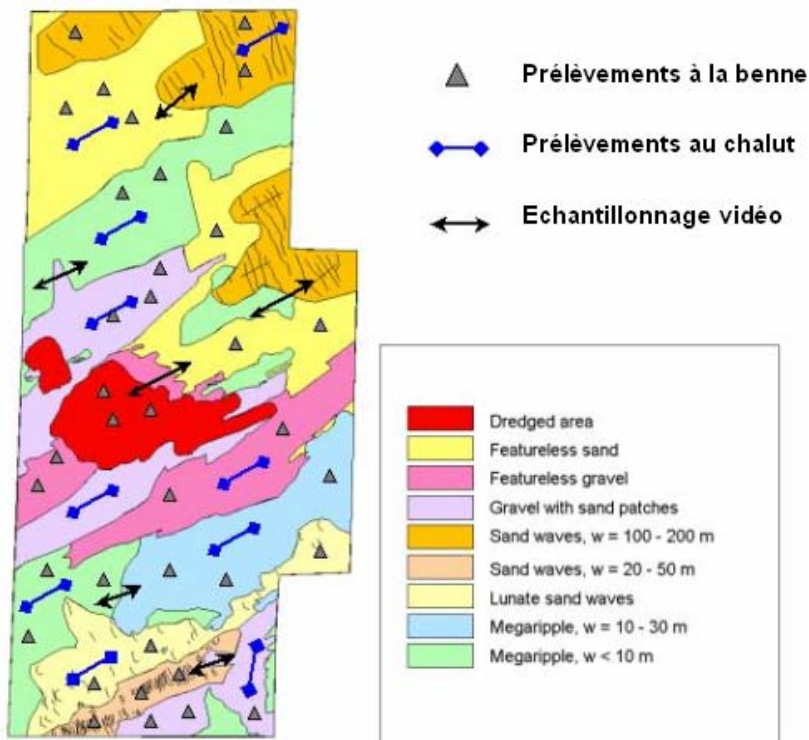 Prélèvements à la benne
Prélèvements au chalut
Echantillonnage vidéo
Dredged area
Featureless sand
Featureless gravel
Gravel with sand patches
Sand waves, w = 100 - 200 m
Sand waves, w = 20 - 50 m
Lunate sand waves
Megaripple, w = 10 - 30 m
Megaripple, w < 10 m